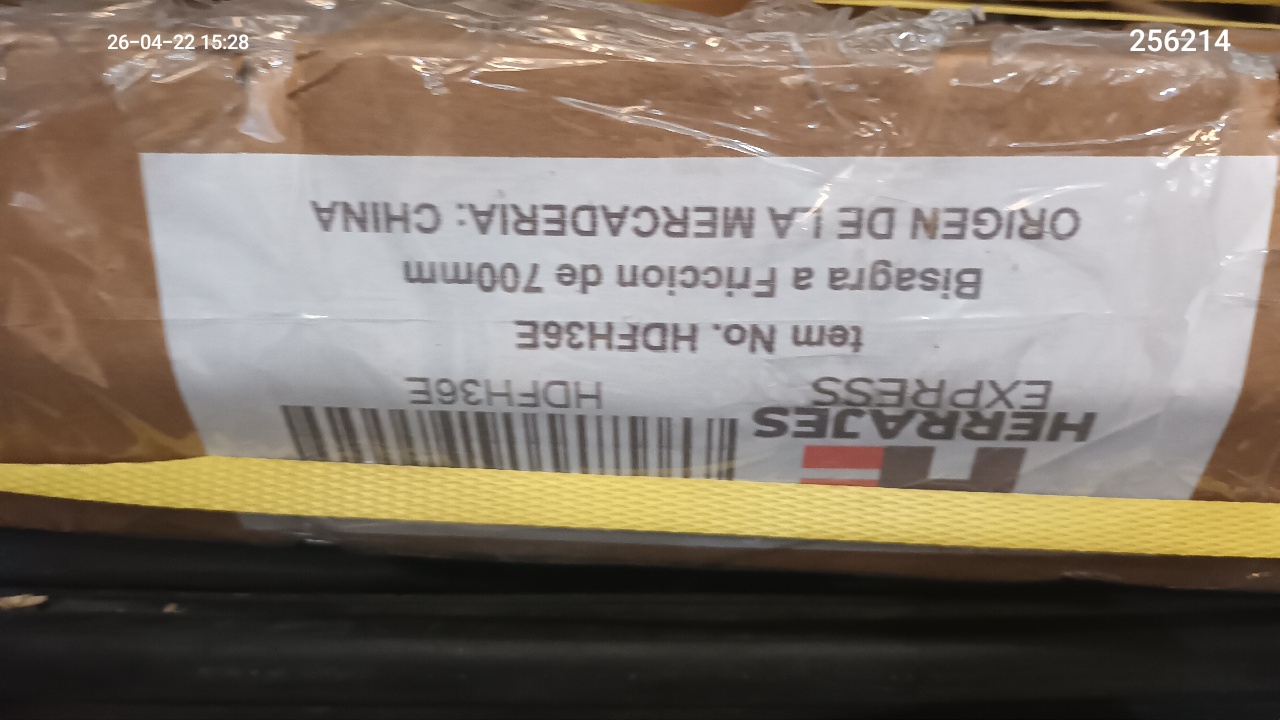 26-04-22 15:28
256214
HERRAJES
EXPRESS
HDFH36E
tem No. HDFH36E
Bisagra a Friccion de 700mm
ORIGEN DE LA MERCADERIA: CHINA